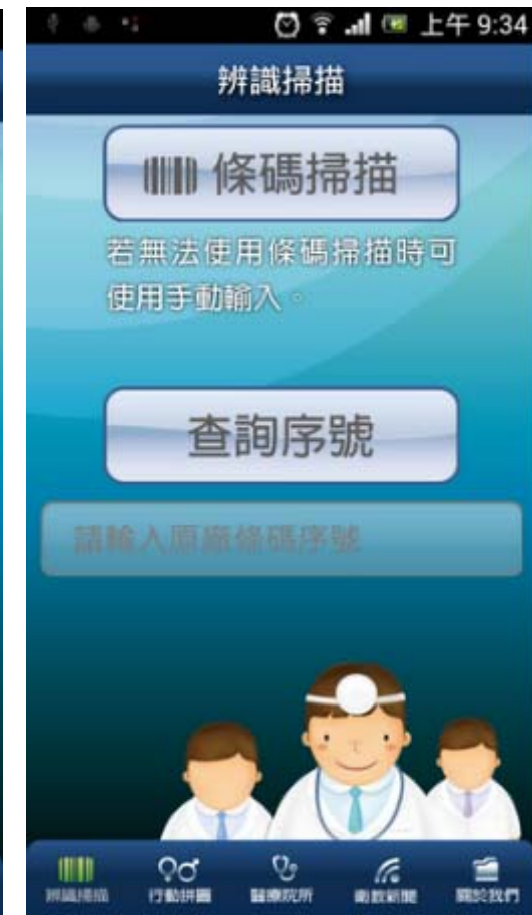 上午 9:34
辨識掃描
條碼掃描
若無法使用條碼掃描時可
使用手動輸入。
查詢序號
請輸入原廠條碼序號
辨識掃描
行動拼圖
醫療院所
衛教新聞
關於我們